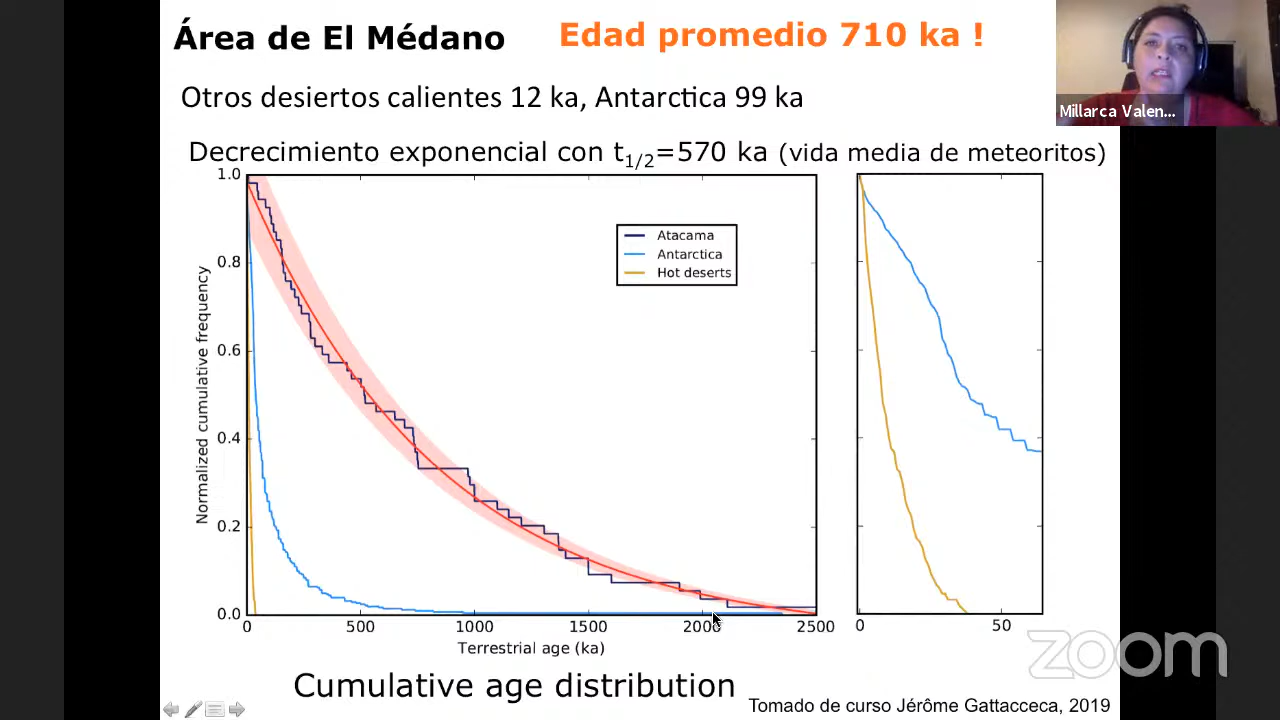 Área de El Médano
Edad promedio 710 ka !
Otros desiertos calientes 12 ka, Antarctica 99 ka
Millarca Valen...
Decrecimiento exponencial con t1/2=570 ka (vida media de meteoritos)
1.0
0.8
0.6
0.4
0.2
0.0
Normalized cumulative frequency
Atacama
Antarctica
Hot deserts
0 500 1000 1500 2000 2500
Terrestrial age (ka)
0 50
zoom
Cumulative age distribution
Tomado de curso Jérôme Gattacceca, 2019